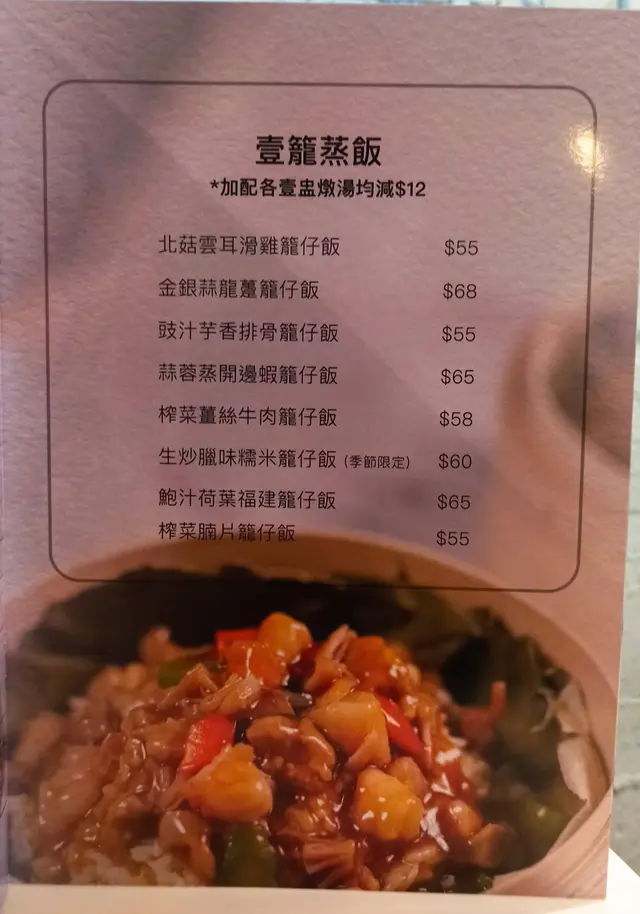 壹籠蒸飯
*加配各壹盅燉湯均減$12
北菇雲耳滑雞籠仔飯 $55
金銀蒜龍躉籠仔飯 $68
豉汁芋香排骨籠仔飯 $55
蒜蓉蒸開邊蝦籠仔飯 $65
榨菜薑絲牛肉籠仔飯 $58
生炒臘味糯米籠仔飯 (季節限定) $60
鮑汁荷葉福建籠仔飯 $65
榨菜腩片籠仔飯 $55